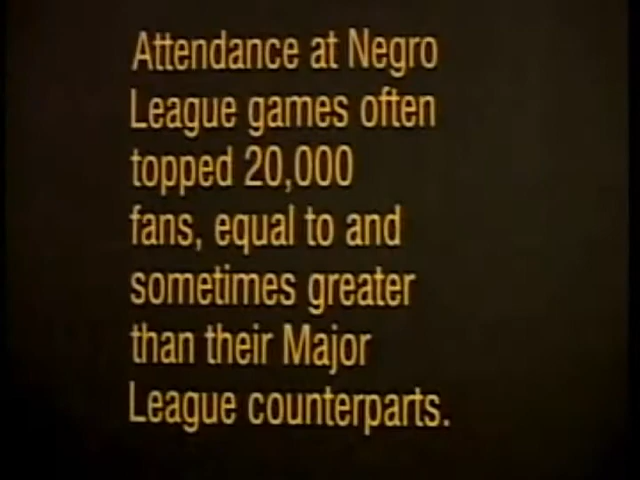 Attendance at Negro
League games often
topped 20,000
fans, equal to and
sometimes greater
than their Major
League counterparts.